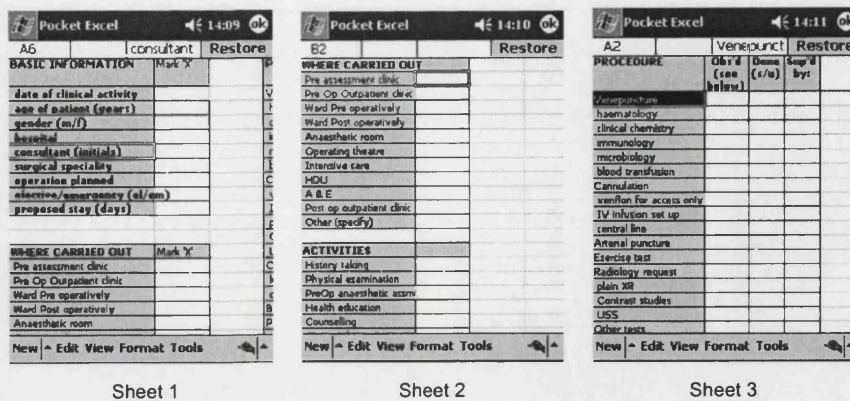 Pocket Excel 14:09 ok
A6 consultant Restore
BASIC INFORMATION Mark 'X'
date of clinical activity
age of patient (years)
gender (m/f)
hospital
consultant (initials)
surgical speciality
operation planned
elective/emergency (el/em)
proposed stay (days)
WHERE CARRIED OUT Mark 'X'
Pre assessment clinic
Pre Op Outpatient clinic
Ward Pre operatively
Ward Post operatively
Anaesthetic room
New Edit View Format Tools
Sheet 1
Pocket Excel 14:10 ok
B2 Restore
WHERE CARRIED OUT
Pre assessment clinic
Pre Op Outpatient clinic
Ward Pre operatively
Ward Post operatively
Anaesthetic room
Operating theatre
Intensive care
HDU
A & E
Post op outpatient clinic
Other (specify)
ACTIVITIES
History taking
Physical examination
PreOp anaesthetic assm
Health education
Counselling
New Edit View Format Tools
Sheet 2
Pocket Excel 14:11 ok
A2 Venepunct Restore
PROCEDURE Obs'd (see below) Done (s/u) Sup'd by:
Venepuncture
haematology
clinical chemistry
immunology
microbiology
blood transfusion
Cannulation
venflon for access only
IV infusion set up
central line
Arterial puncture
Exercise test
Radiology request
plain XR
Contrast studies
USS
Other tests
New Edit View Format Tools
Sheet 3